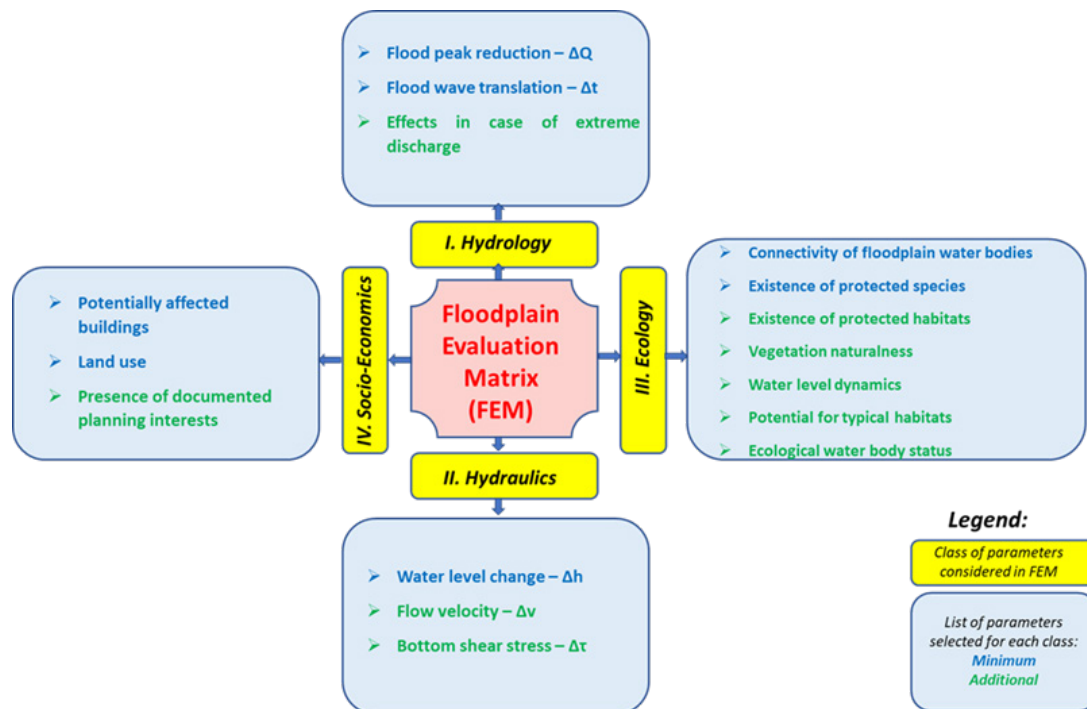 Flood peak reduction – ΔQ
Flood wave translation – Δt
Effects in case of extreme
discharge
I. Hydrology
Potentially affected
buildings
Land use
Presence of documented
planning interests
IV. Socio-Economics
Floodplain
Evaluation
Matrix
(FEM)
III. Ecology
Connectivity of floodplain water bodies
Existence of protected species
Existence of protected habitats
Vegetation naturalness
Water level dynamics
Potential for typical habitats
Ecological water body status
II. Hydraulics
Water level change – Δh
Flow velocity – Δv
Bottom shear stress – Δτ
Legend:
Class of parameters
considered in FEM
List of parameters
selected for each class:
Minimum
Additional